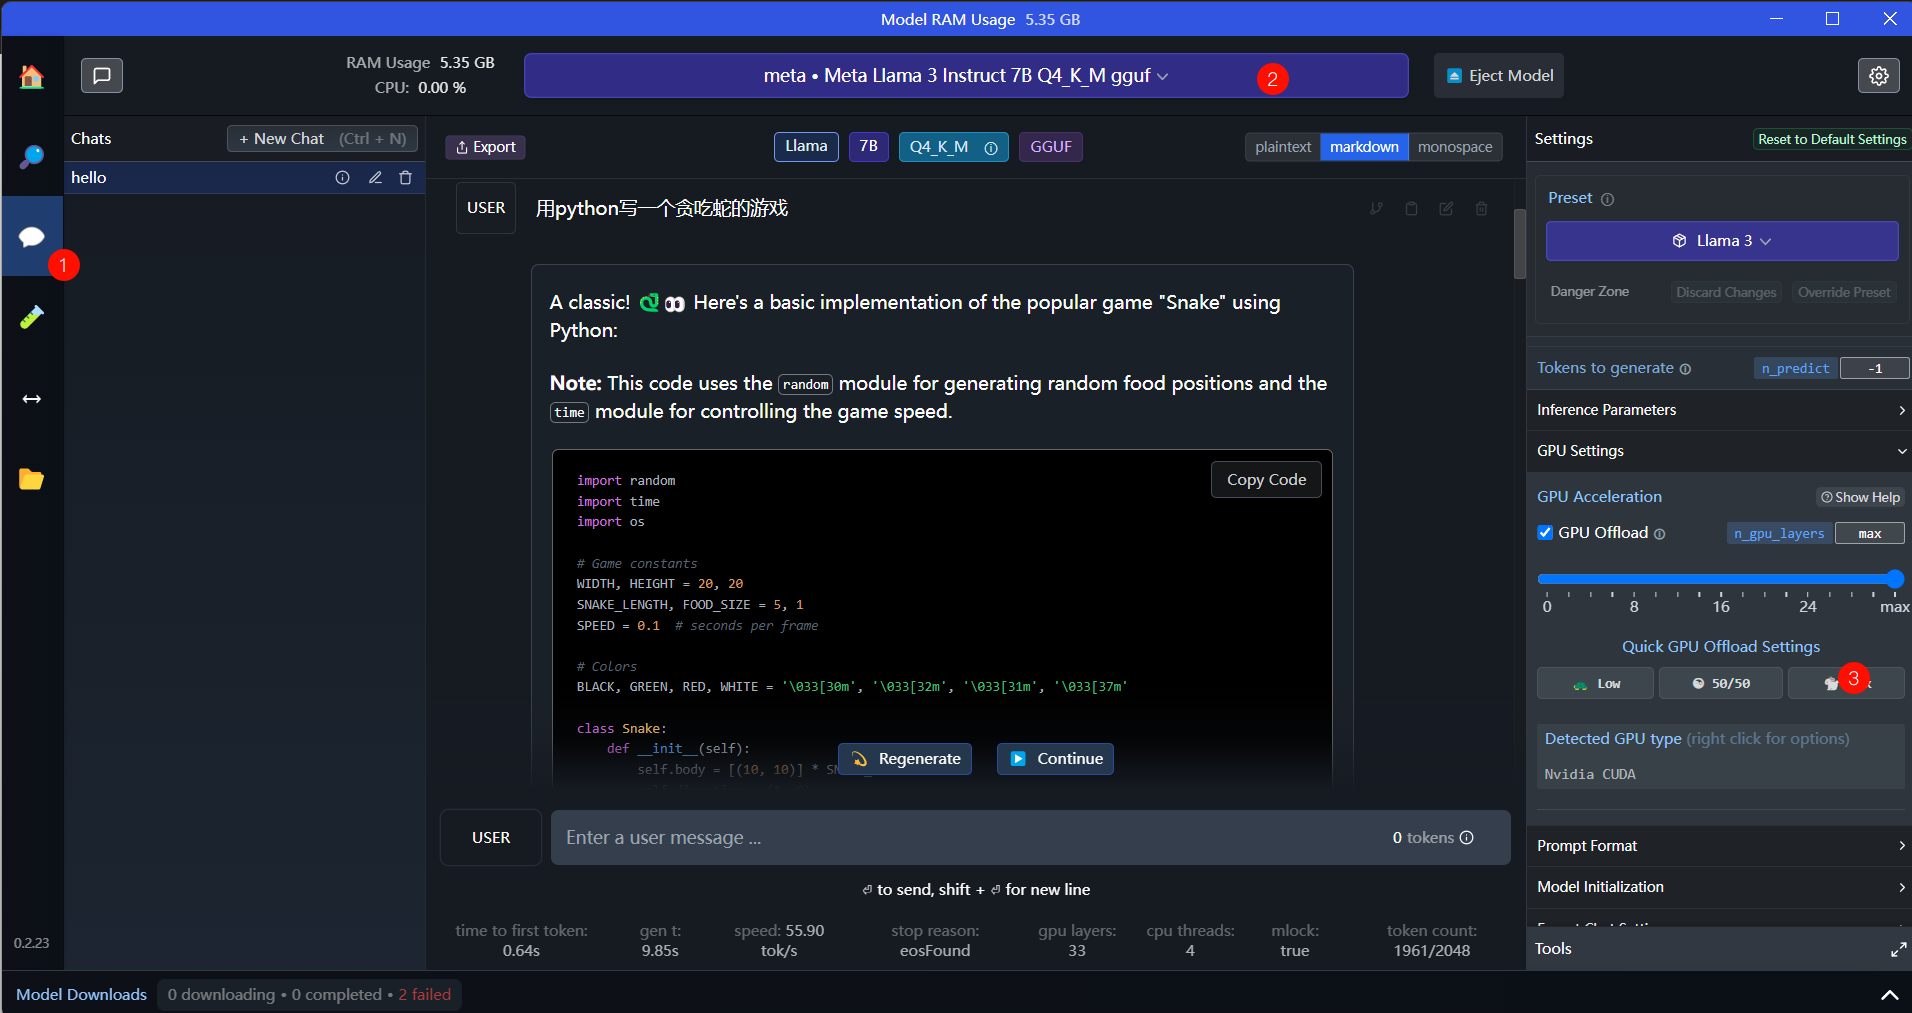 Model RAM Usage 5.35 GB
RAM Usage 5.35 GB
CPU: 0.00 %
meta • Meta Llama 3 Instruct 7B Q4_K_M gguf
2
Eject Model
Chats
+ New Chat (Ctrl + N)
hello
1
0.2.23
Export
Llama
7B
Q4_K_M
GGUF
plaintext
markdown
monospace
USER
用python写一个贪吃蛇的游戏
A classic! Here's a basic implementation of the popular game "Snake" using
Python:
Note: This code uses the random module for generating random food positions and the
time module for controlling the game speed.
Copy Code
import random
import time
import os
# Game constants
WIDTH, HEIGHT = 20, 20
SNAKE_LENGTH, FOOD_SIZE = 5, 1
SPEED = 0.1 # seconds per frame
# Colors
BLACK, GREEN, RED, WHITE = '\033[30m', '\033[32m', '\033[31m', '\033[37m'
class Snake:
def __init__(self):
self.body = [(10, 10)] *
Regenerate
Continue
USER
Enter a user message ...
0 tokens
⏎ to send, shift + ⏎ for new line
time to first token:
0.64s
gen t:
9.85s
speed: 55.90
tok/s
stop reason:
eosFound
gpu layers:
33
cpu threads:
4
mlock:
true
token count:
1961/2048
Settings
Reset to Default Settings
Preset
Llama 3
Danger Zone
Discard Changes
Override Preset
Tokens to generate
n_predict
-1
Inference Parameters
GPU Settings
GPU Acceleration
Show Help
GPU Offload
n_gpu_layers
max
0 8 16 24 max
Quick GPU Offload Settings
Low
50/50
3
Detected GPU type (right click for options)
Nvidia CUDA
Prompt Format
Model Initialization
Tools
Model Downloads
0 downloading • 0 completed • 2 failed